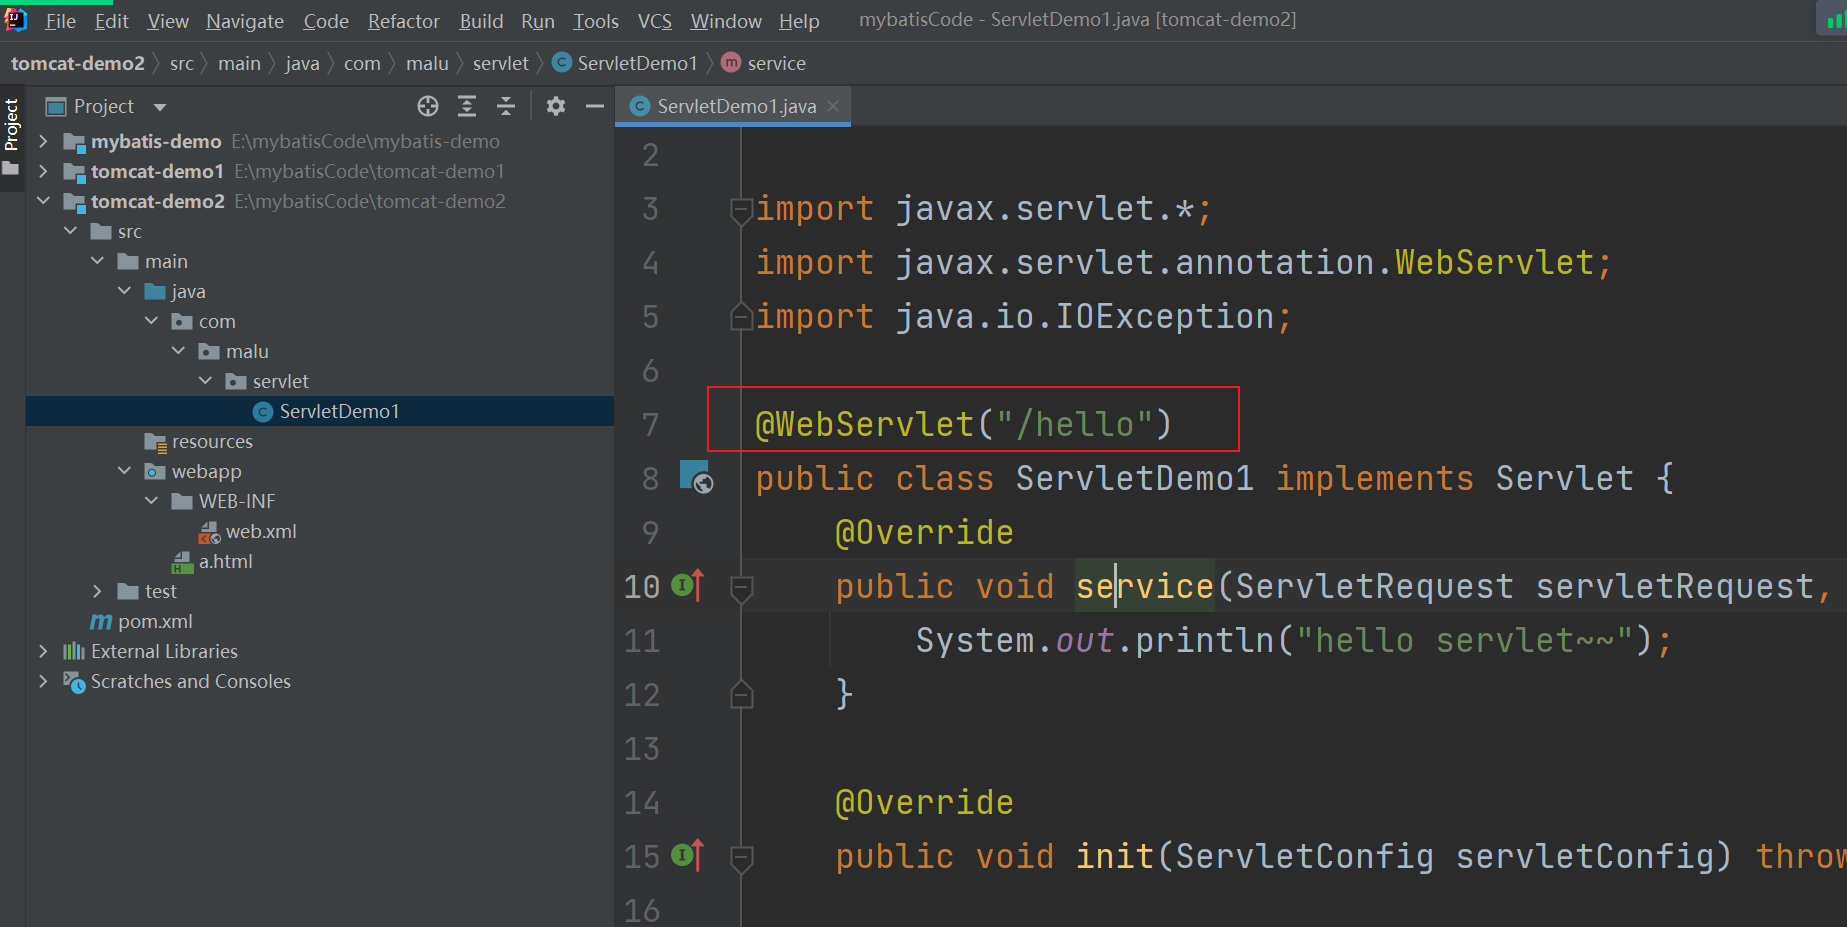 File Edit View Navigate Code Refactor Build Run Tools VCS Window Help mybatisCode - ServletDemo1.java [tomcat-demo2]
tomcat-demo2 src main java com malu servlet ServletDemo1 service
Project
Project
ServletDemo1.java
mybatis-demo E:\mybatisCode\mybatis-demo
tomcat-demo1 E:\mybatisCode\tomcat-demo1
tomcat-demo2 E:\mybatisCode\tomcat-demo2
src
main
java
com
malu
servlet
ServletDemo1
resources
webapp
WEB-INF
web.xml
a.html
test
pom.xml
External Libraries
Scratches and Consoles
2
3 import javax.servlet.*;
4 import javax.servlet.annotation.WebServlet;
5 import java.io.IOException;
6
7 @WebServlet("/hello")
8 public class ServletDemo1 implements Servlet {
9 @Override
10 public void service(ServletRequest servletRequest,
11 System.out.println("hello servlet~~");
12 }
13
14 @Override
15 public void init(ServletConfig servletConfig) throw
16